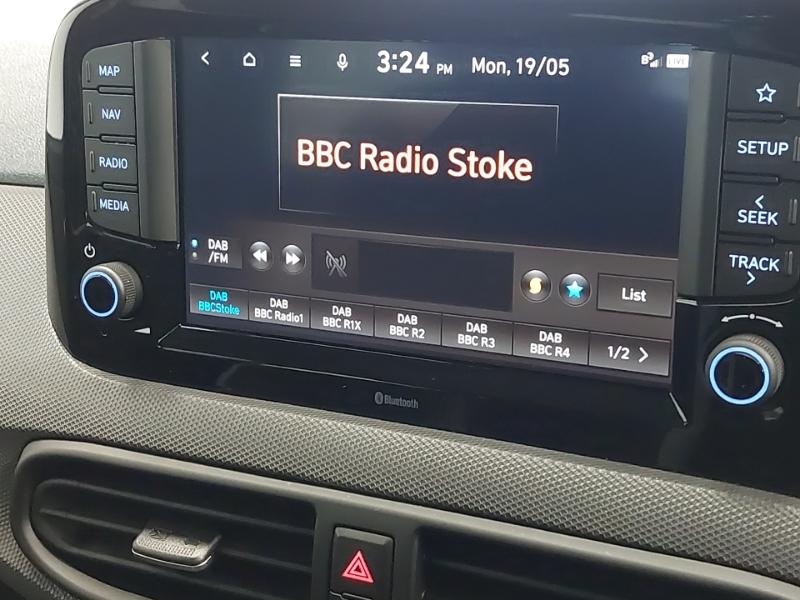 3:24 PM Mon, 19/05
LIVE
MAP
NAV
RADIO
MEDIA
BBC Radio Stoke
SETUP
SEEK
TRACK
DAB
/FM
List
DAB
BBCStoke
DAB
BBC Radio1
DAB
BBC R1X
DAB
BBC R2
DAB
BBC R3
DAB
BBC R4
1/2
Bluetooth